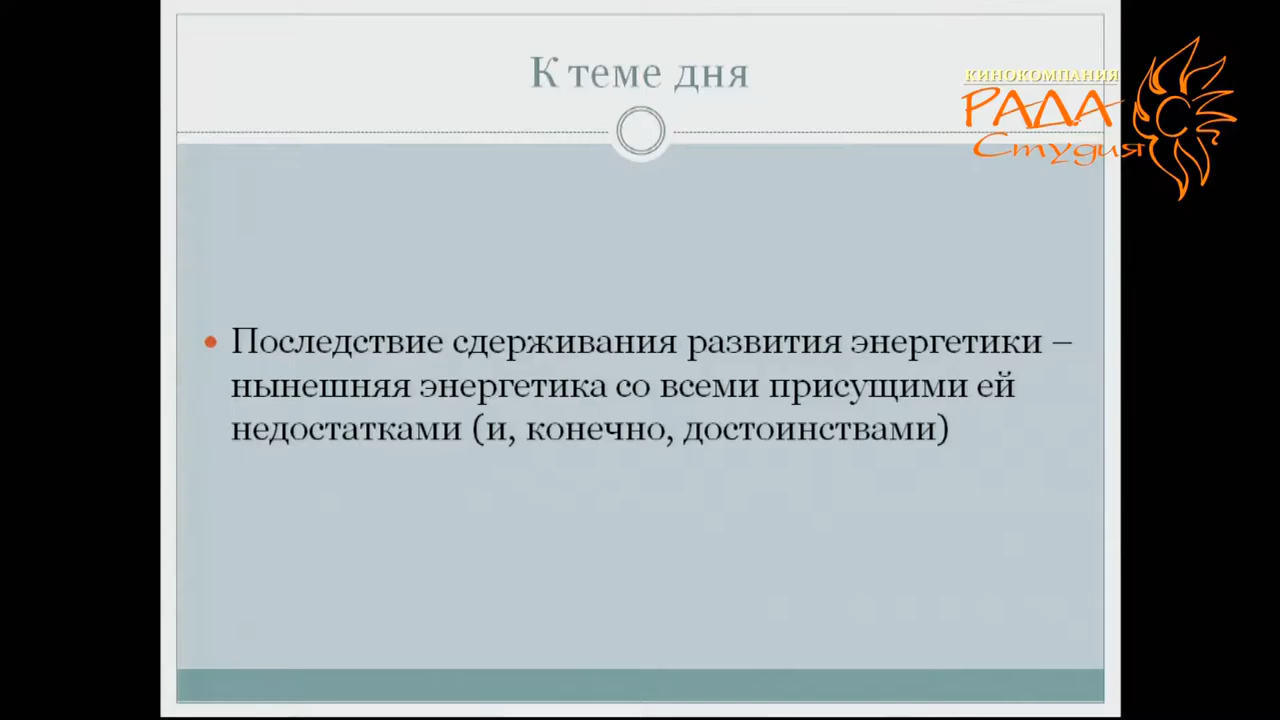 К теме дня
КИНОКОМПАНИЯ
РАДА
Студия
Последствие сдерживания развития энергетики –
нынешняя энергетика со всеми присущими ей
недостатками (и, конечно, достоинствами)